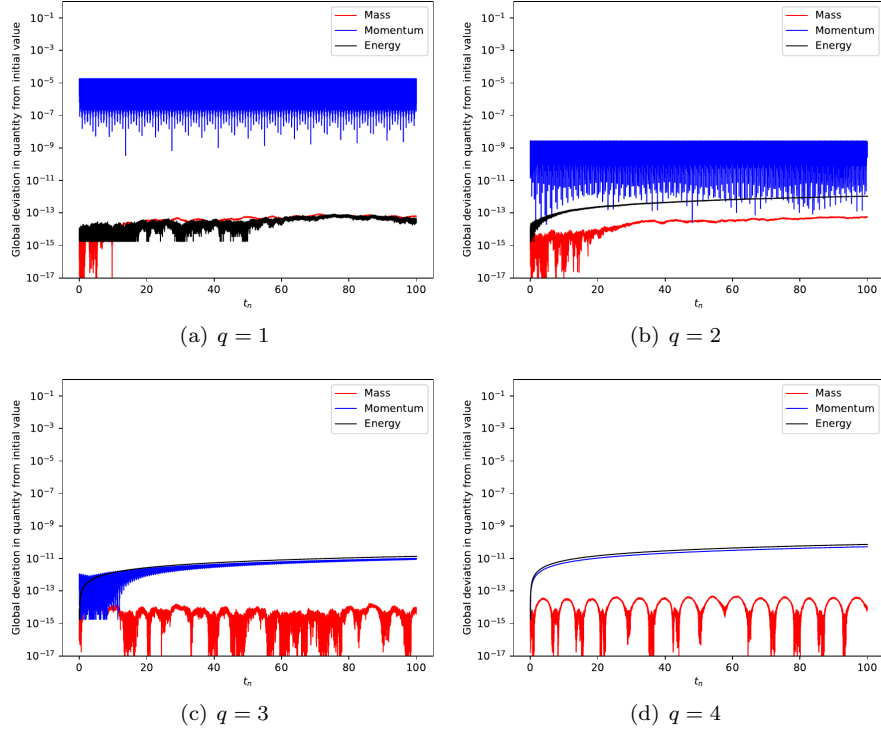 Global deviation in quantity from initial value
10⁻¹
10⁻³
10⁻⁵
10⁻⁷
10⁻⁹
10⁻¹¹
10⁻¹³
10⁻¹⁵
10⁻¹⁷
Mass
Momentum
Energy
0 20 40 60 80 100
tₙ
(a) q = 1
Global deviation in quantity from initial value
10⁻¹
10⁻³
10⁻⁵
10⁻⁷
10⁻⁹
10⁻¹¹
10⁻¹³
10⁻¹⁵
10⁻¹⁷
Mass
Momentum
Energy
0 20 40 60 80 100
tₙ
(b) q = 2
Global deviation in quantity from initial value
10⁻¹
10⁻³
10⁻⁵
10⁻⁷
10⁻⁹
10⁻¹¹
10⁻¹³
10⁻¹⁵
10⁻¹⁷
Mass
Momentum
Energy
0 20 40 60 80 100
tₙ
(c) q = 3
Global deviation in quantity from initial value
10⁻¹
10⁻³
10⁻⁵
10⁻⁷
10⁻⁹
10⁻¹¹
10⁻¹³
10⁻¹⁵
10⁻¹⁷
Mass
Momentum
Energy
0 20 40 60 80 100
tₙ
(d) q = 4